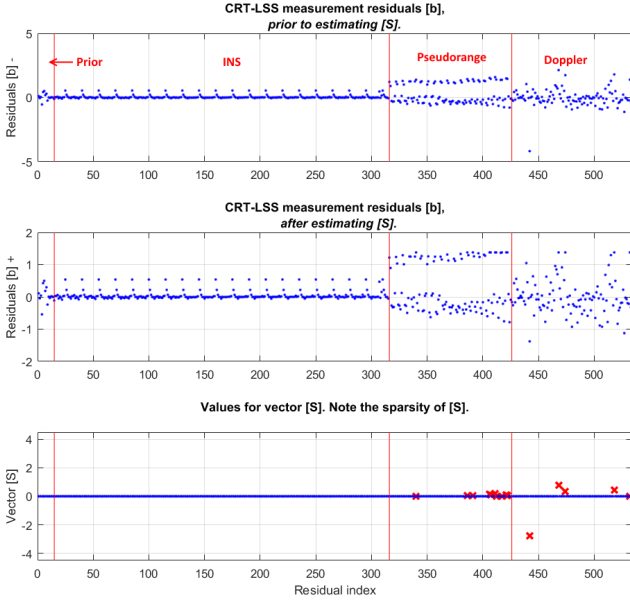 CRT-LSS measurement residuals [b],
prior to estimating [S].
Residuals [b] -
5
0
-5
Prior
INS
Pseudorange
Doppler
0 50 100 150 200 250 300 350 400 450 500
CRT-LSS measurement residuals [b],
after estimating [S].
Residuals [b] +
2
1
0
-1
-2
0 50 100 150 200 250 300 350 400 450 500
Values for vector [S]. Note the sparsity of [S].
Vector [S]
4
2
0
-2
-4
0 50 100 150 200 250 300 350 400 450 500
Residual index